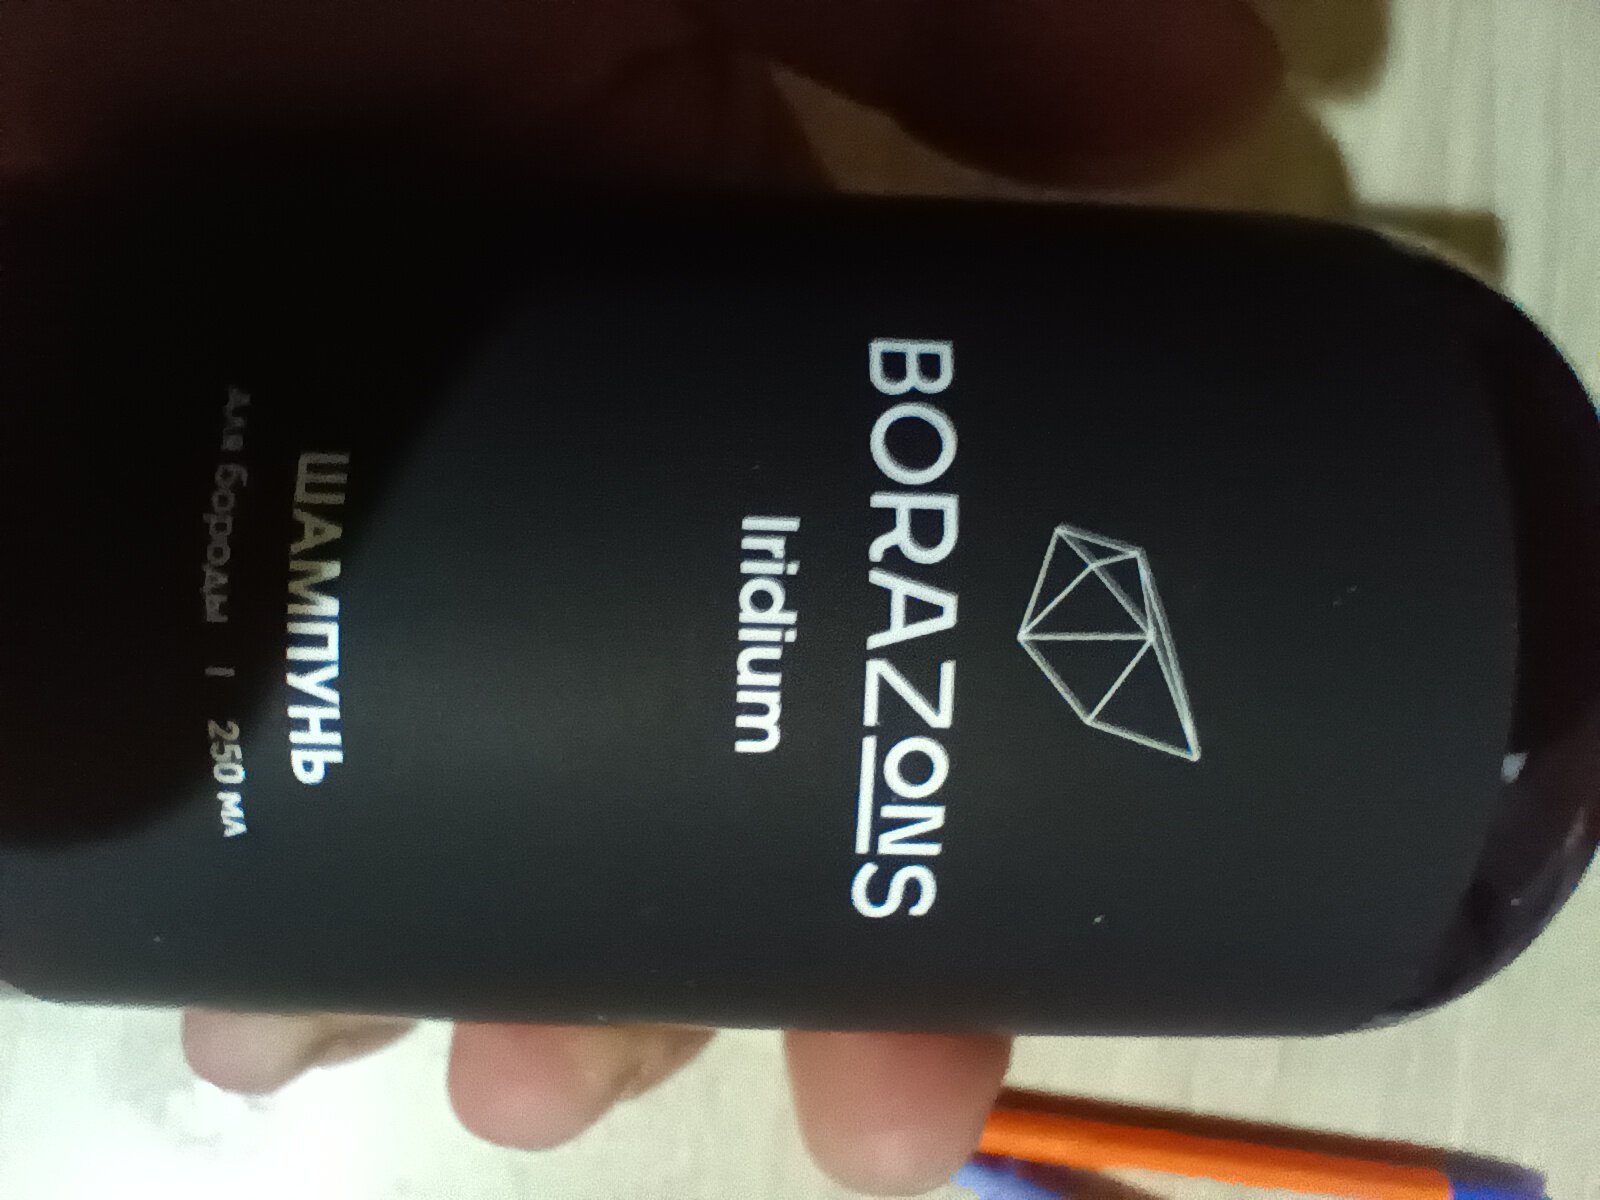 BORAZONS
Iridium
ШАМПУНЬ
для бороды | 250 мл